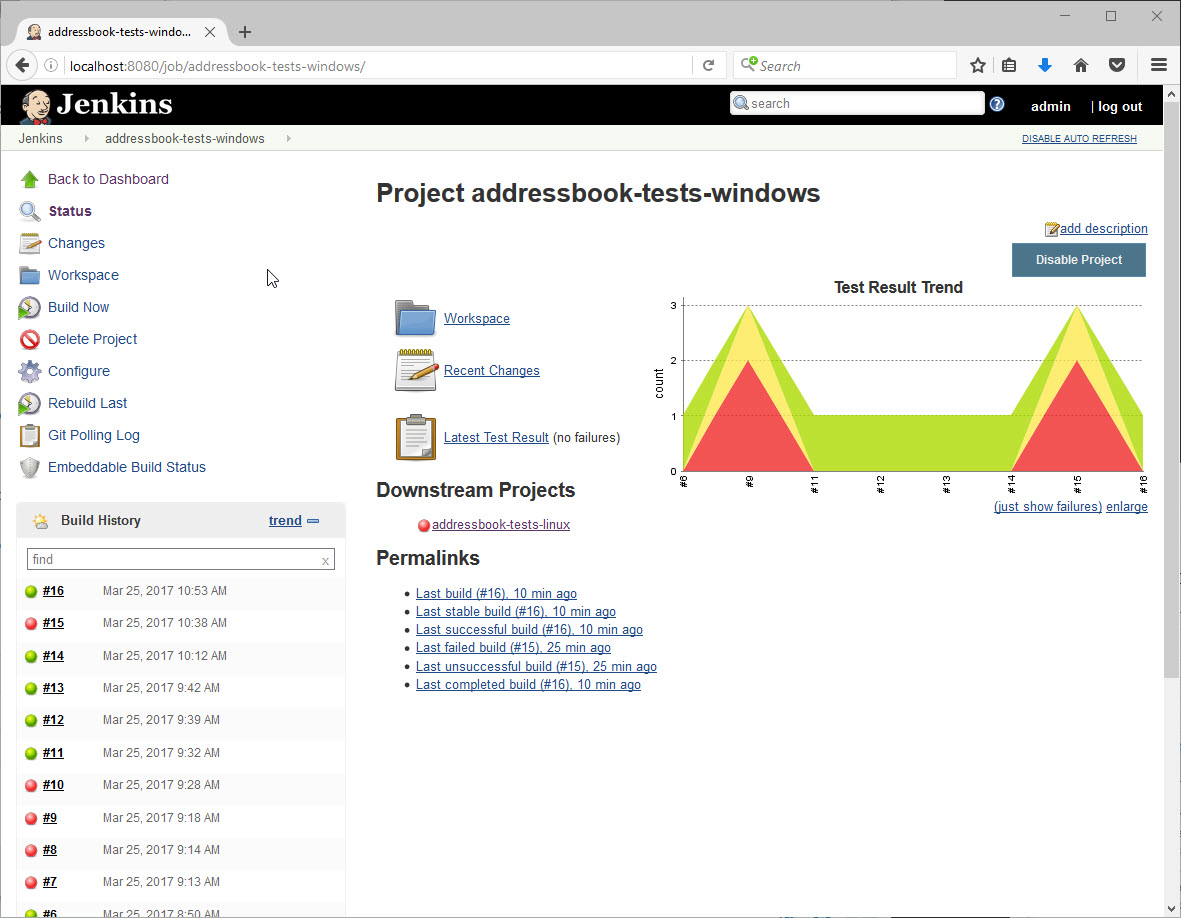 addressbook-tests-windo...
localhost:8080/job/addressbook-tests-windows/
Search
Jenkins
search
admin
| log out
Jenkins
addressbook-tests-windows
DISABLE AUTO REFRESH
Back to Dashboard
Status
Changes
Workspace
Build Now
Delete Project
Configure
Rebuild Last
Git Polling Log
Embeddable Build Status
Build History
trend
find
x
#16 Mar 25, 2017 10:53 AM
#15 Mar 25, 2017 10:38 AM
#14 Mar 25, 2017 10:12 AM
#13 Mar 25, 2017 9:42 AM
#12 Mar 25, 2017 9:39 AM
#11 Mar 25, 2017 9:32 AM
#10 Mar 25, 2017 9:28 AM
#9 Mar 25, 2017 9:18 AM
#8 Mar 25, 2017 9:14 AM
#7 Mar 25, 2017 9:13 AM
#6 Mar 25, 2017 8:50 AM
Project addressbook-tests-windows
add description
Disable Project
Workspace
Recent Changes
Latest Test Result (no failures)
Test Result Trend
3
2
1
0
count
#6 #9 #11 #12 #13 #14 #15 #16
(just show failures) enlarge
Downstream Projects
addressbook-tests-linux
Permalinks
Last build (#16), 10 min ago
Last stable build (#16), 10 min ago
Last successful build (#16), 10 min ago
Last failed build (#15), 25 min ago
Last unsuccessful build (#15), 25 min ago
Last completed build (#16), 10 min ago